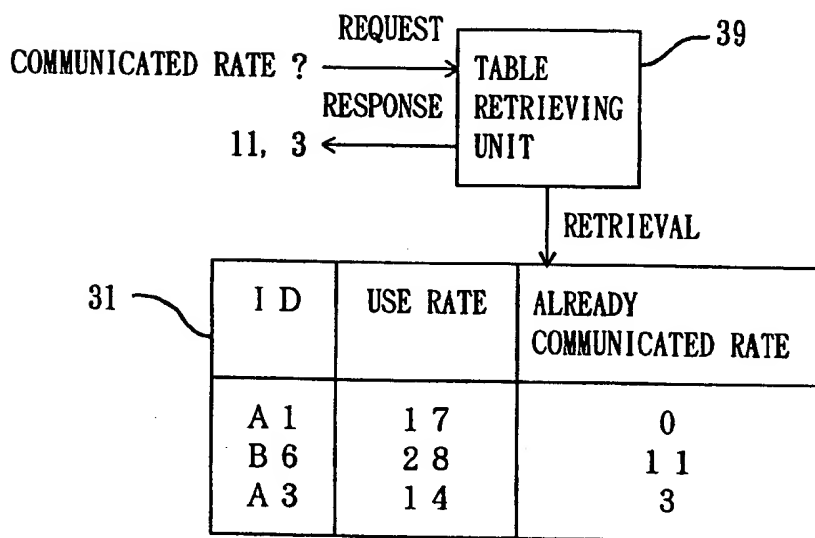 REQUEST
39
COMMUNICATED RATE ?
TABLE
RETRIEVING
UNIT
RESPONSE
11, 3
RETRIEVAL
31
I D
USE RATE
ALREADY
COMMUNICATED RATE
A 1
1 7
0
B 6
2 8
1 1
A 3
1 4
3